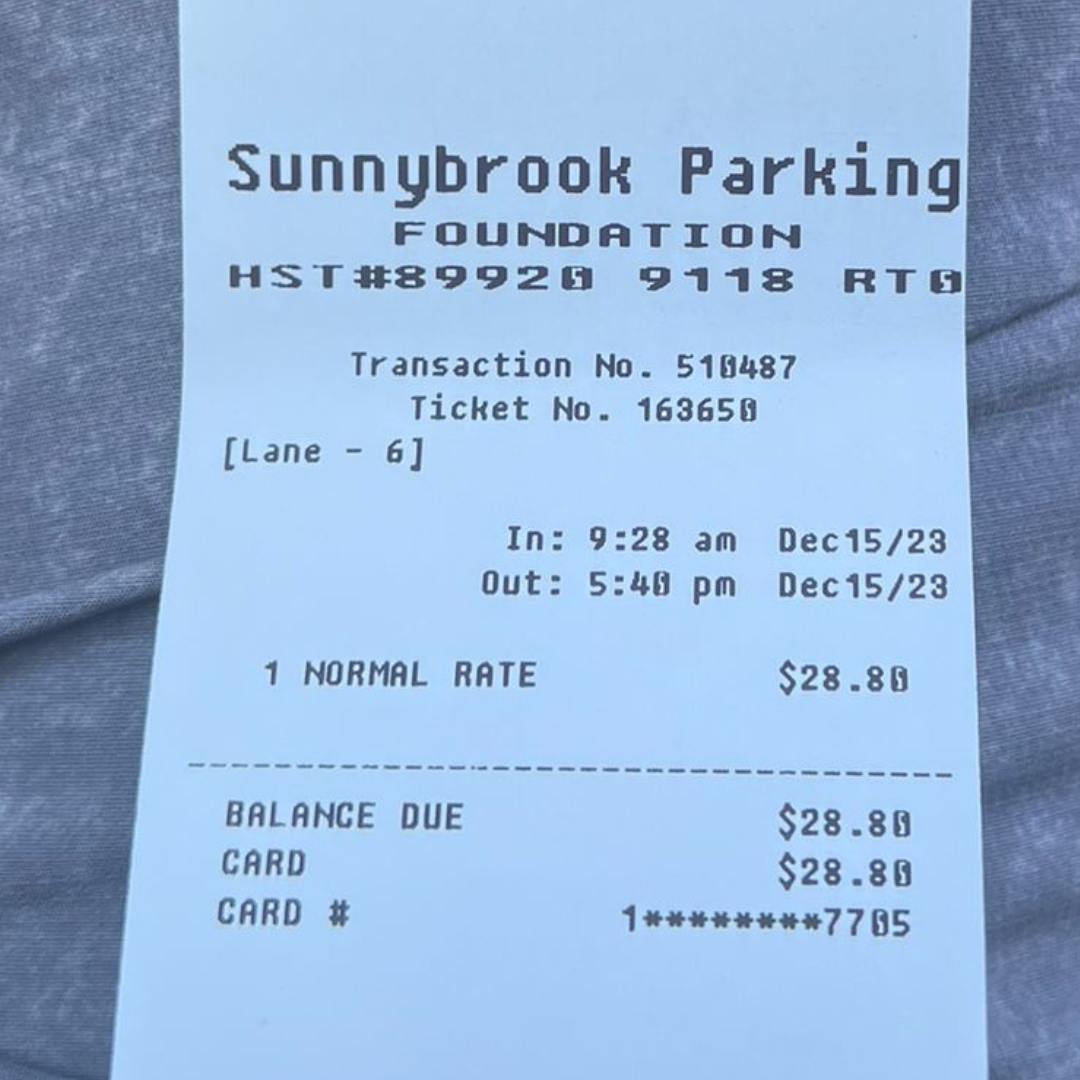 Sunnybrook Parking
FOUNDATION
HST#89920 9118 RT0
Transaction No. 510487
Ticket No. 163650
[Lane - 6]
In: 9:28 am Dec15/23
Out: 5:40 pm Dec15/23
1 NORMAL RATE $28.80
--------------------------------------
BALANCE DUE $28.80
CARD $28.80
CARD # 1*********7705